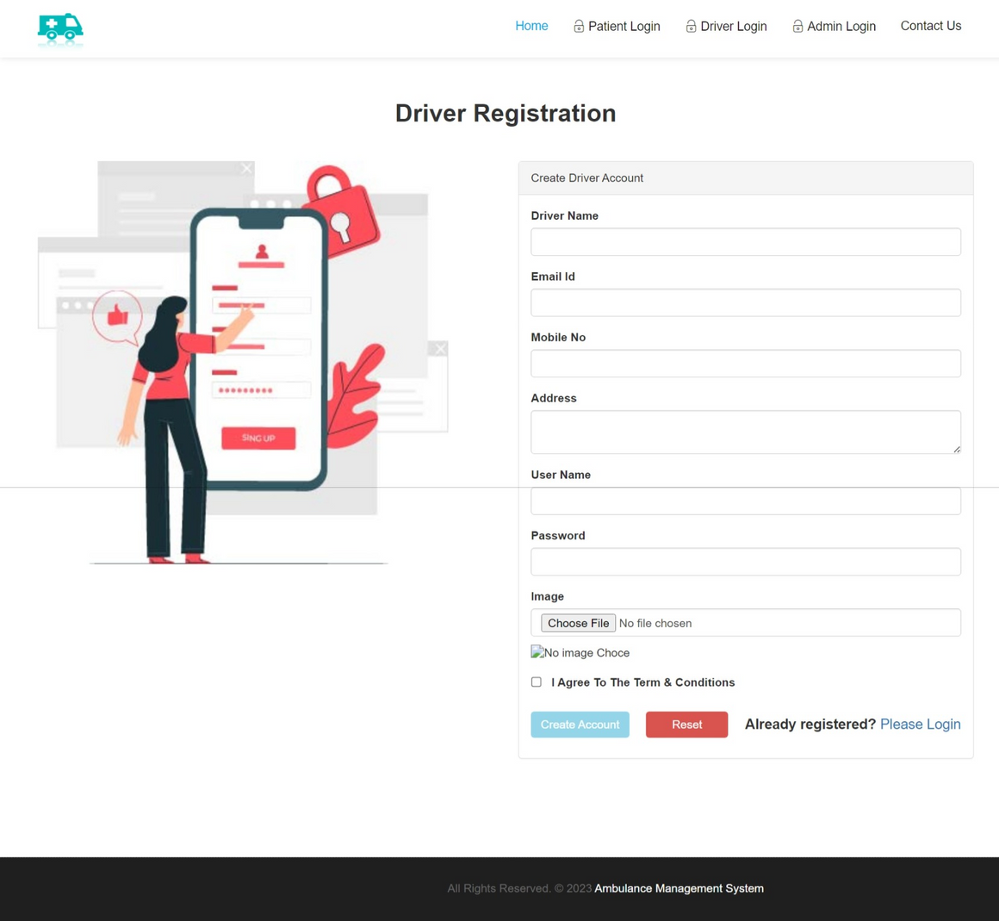 Home Patient Login Driver Login Admin Login Contact Us
Driver Registration
SING UP
Create Driver Account
Driver Name
Email Id
Mobile No
Address
User Name
Password
Image
Choose File No file chosen
No image Choce
I Agree To The Term & Conditions
Create Account Reset Already registered? Please Login
All Rights Reserved. © 2023 Ambulance Management System